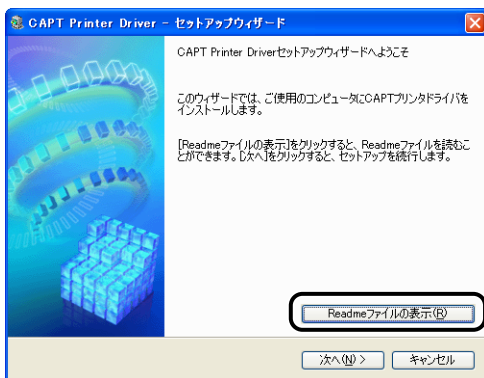 CAPT Printer Driver - セットアップウィザード
CAPT Printer Driverセットアップウィザードへようこそ
このウィザードでは、ご使用のコンピュータにCAPTプリンタドライバを
インストールします。
[Readmeファイルの表示]をクリックすると、Readmeファイルを読むこ
とができます。[次へ]をクリックすると、セットアップを続行します。
Readmeファイルの表示(R)
次へ(N) >
キャンセル